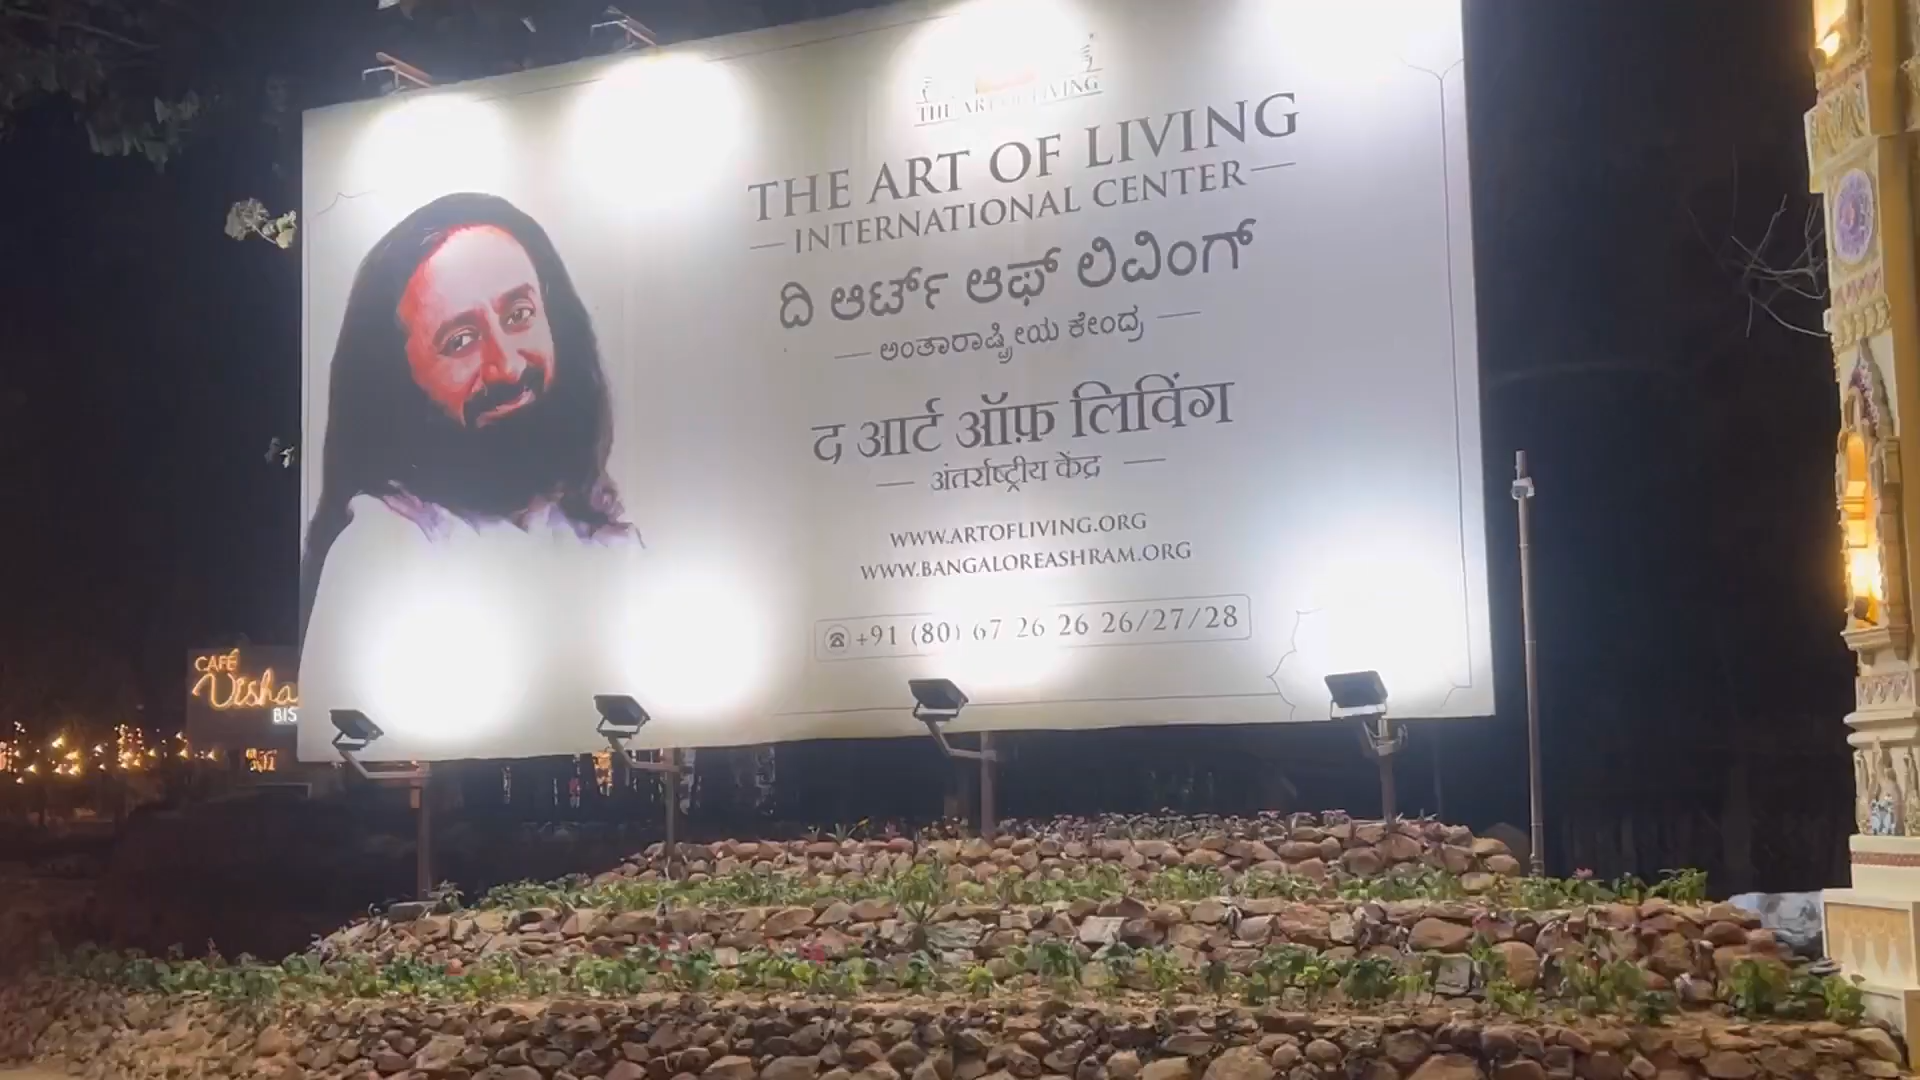 THE ART OF LIVING
THE ART OF LIVING
INTERNATIONAL CENTER
ದಿ ಆರ್ಟ್ ಆಫ್ ಲಿವಿಂಗ್
ಅಂತಾರಾಷ್ಟ್ರೀಯ ಕೇಂದ್ರ
द आर्ट ऑफ़ लिविंग
अंतर्राष्ट्रीय केंद्र
WWW.ARTOFLIVING.ORG
WWW.BANGALOREASHRAM.ORG
+91 (80) 67 26 26 26/27/28
CAFÉ
Visha
BIS